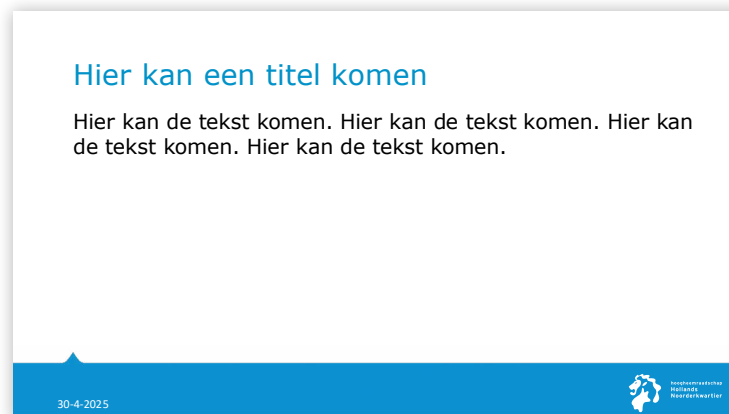 Hier kan een titel komen
Hier kan de tekst komen. Hier kan de tekst komen. Hier kan
de tekst komen. Hier kan de tekst komen.
30-4-2025
hoogheemraadschap
Hollands
Noorderkwartier